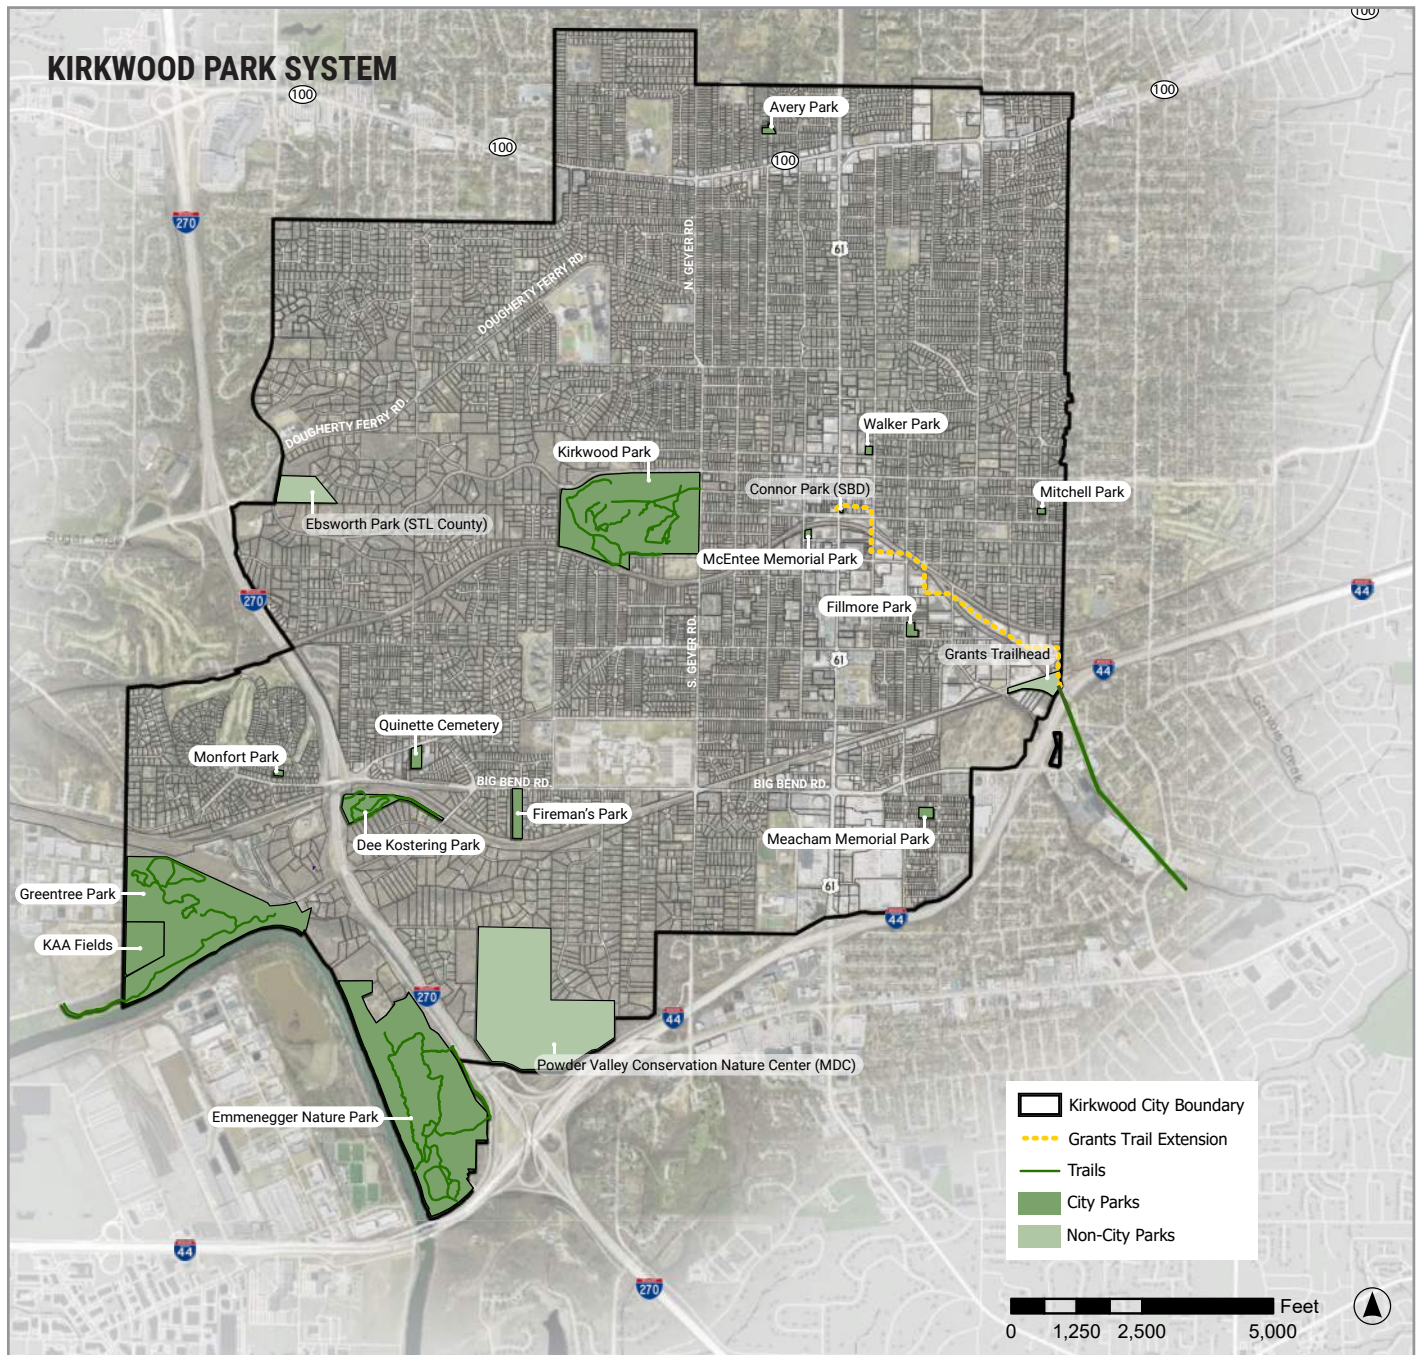 100
KIRKWOOD PARK SYSTEM
100
100
Avery Park
100
100
270
61
N. GEYER RD.
DOUGHERTY FERRY RD.
DOUGHERTY FERRY RD.
Walker Park
Kirkwood Park
Connor Park (SBD)
Mitchell Park
Ebsworth Park (STL County)
McEntee Memorial Park
270
44
Fillmore Park
S. GEYER RD.
61
Grants Trailhead
44
Quinette Cemetery
Monfort Park
BIG BEND RD.
BIG BEND RD.
Fireman's Park
Dee Kostering Park
Meacham Memorial Park
Greentree Park
61
44
KAA Fields
270
44
Powder Valley Conservation Nature Center (MDC)
Emmenegger Nature Park
Kirkwood City Boundary
Grants Trail Extension
Trails
City Parks
Non-City Parks
44
270
Feet
0 1,250 2,500 5,000